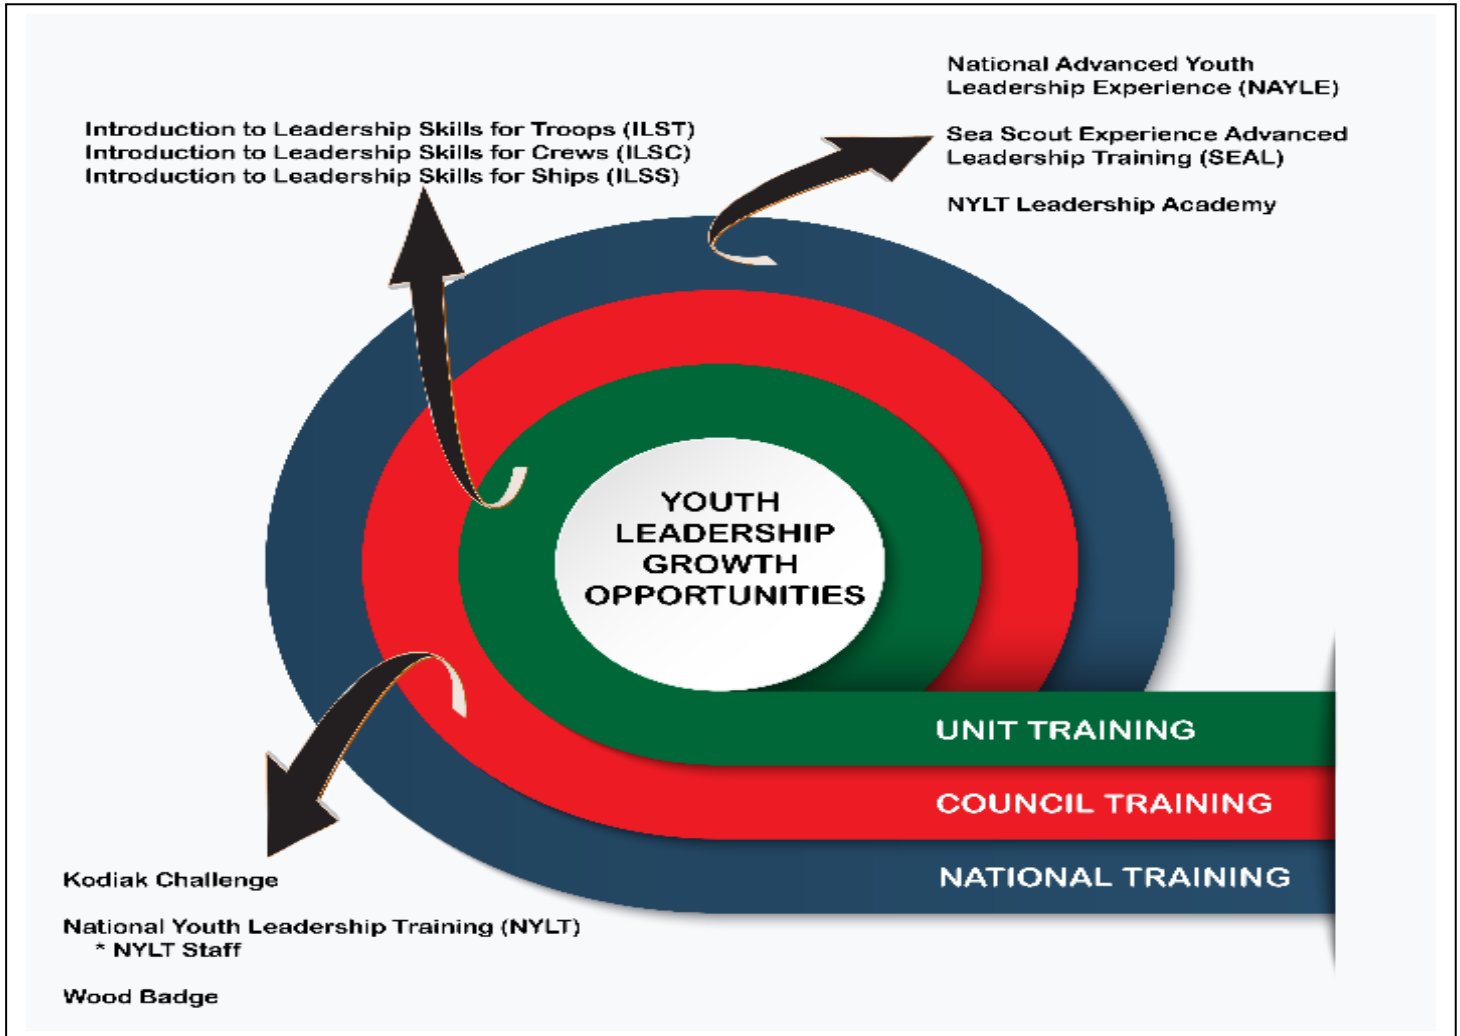 National Advanced Youth
Leadership Experience (NAYLE)
Sea Scout Experience Advanced
Leadership Training (SEAL)
NYLT Leadership Academy
Introduction to Leadership Skills for Troops (ILST)
Introduction to Leadership Skills for Crews (ILSC)
Introduction to Leadership Skills for Ships (ILSS)
YOUTH
LEADERSHIP
GROWTH
OPPORTUNITIES
UNIT TRAINING
COUNCIL TRAINING
NATIONAL TRAINING
Kodiak Challenge
National Youth Leadership Training (NYLT)
* NYLT Staff
Wood Badge